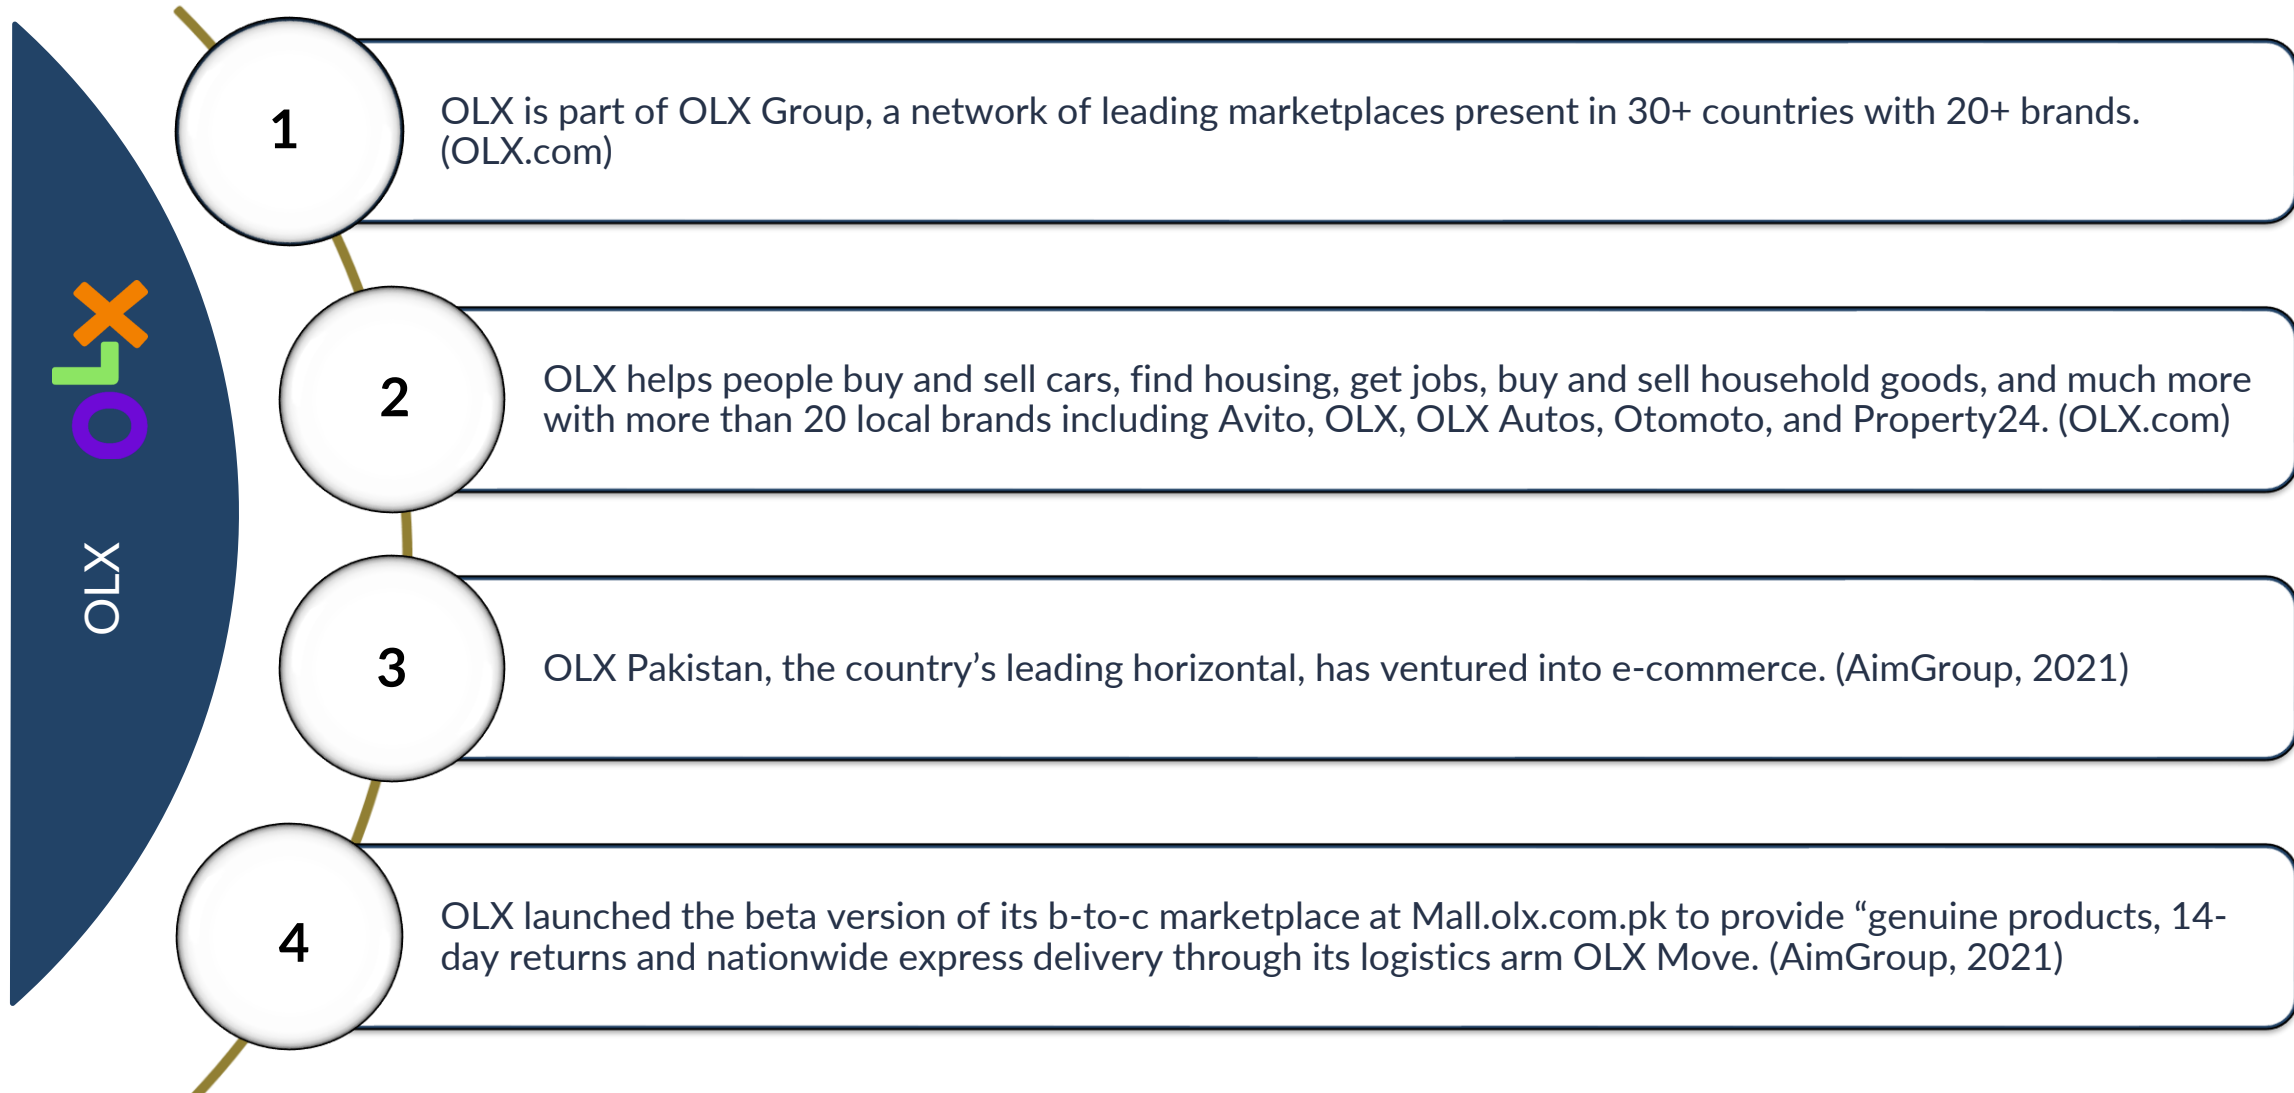 OLX
OLX
1
OLX is part of OLX Group, a network of leading marketplaces present in 30+ countries with 20+ brands.
(OLX.com)
2
OLX helps people buy and sell cars, find housing, get jobs, buy and sell household goods, and much more
with more than 20 local brands including Avito, OLX, OLX Autos, Otomoto, and Property24. (OLX.com)
3
OLX Pakistan, the country’s leading horizontal, has ventured into e-commerce. (AimGroup, 2021)
4
OLX launched the beta version of its b-to-c marketplace at Mall.olx.com.pk to provide “genuine products, 14-
day returns and nationwide express delivery through its logistics arm OLX Move. (AimGroup, 2021)